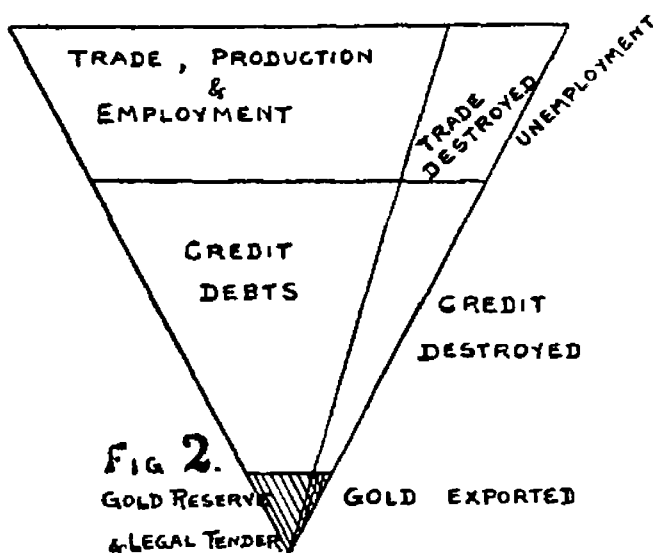 TRADE, PRODUCTION
&
EMPLOYMENT
TRADE
DESTROYED
UNEMPLOYMENT
CREDIT
DEBTS
CREDIT
DESTROYED
FIG 2.
GOLD RESERVE
& LEGAL TENDER
GOLD EXPORTED